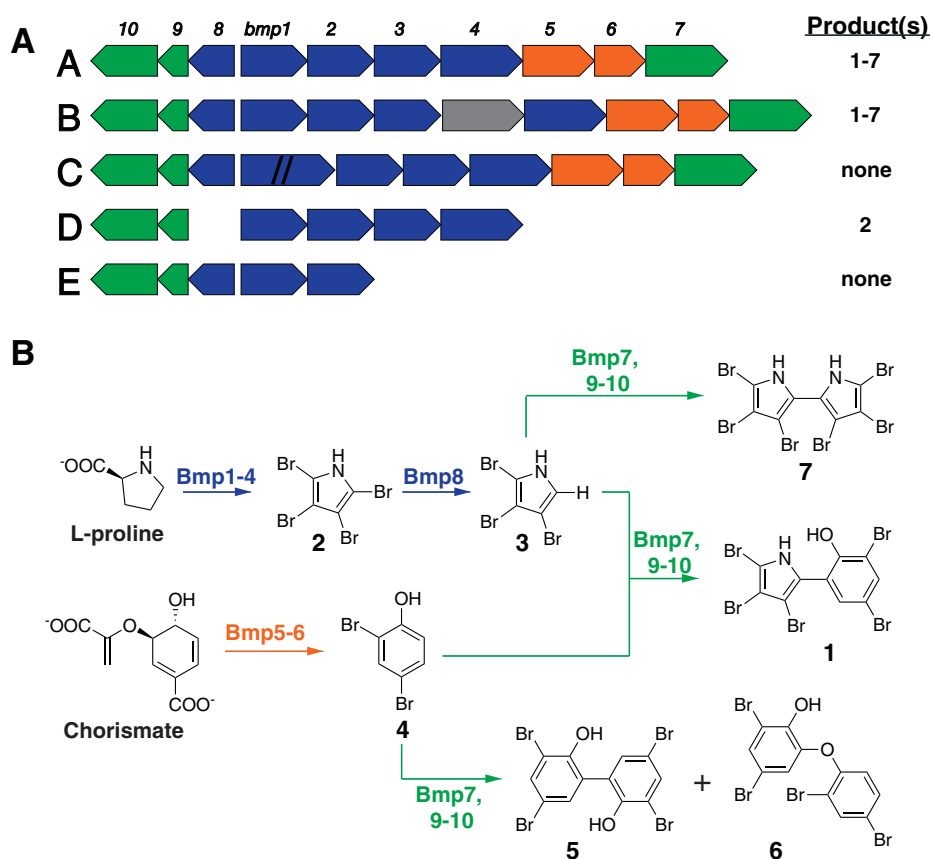 A
10 9 8 bmp1 2 3 4 5 6 7 Product(s)
A 1-7
B 1-7
C // none
D 2
E none
B
Bmp7,
9-10
H
N
Br
Br
Br
H
N
Br
Br
Br
7
-OOC
H
N
L-proline
Bmp1-4
H
N
Br
Br
Br
Br
2
Bmp8
H
N
Br
Br
Br
H
3
Bmp7,
9-10
H
N
Br
Br
Br
HO
Br
Br
1
-OOC
O
OH
COO-
Chorismate
Bmp5-6
OH
Br
Br
4
Bmp7,
9-10
Br
OH
Br
Br
HO
Br
5
+
Br
OH
O
Br
Br
Br
6